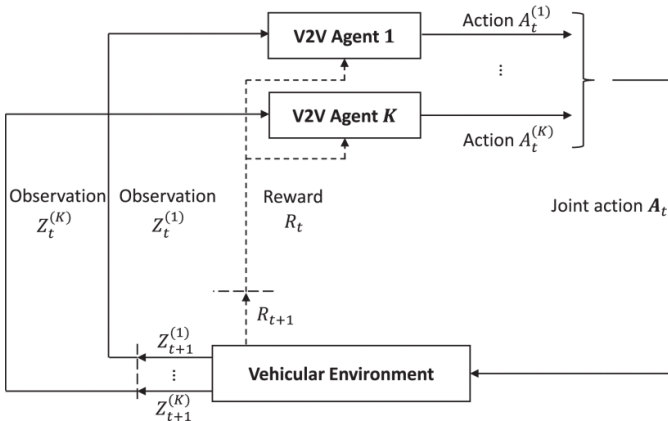 V2V Agent 1
Action A_t^{(1)}
⋮
V2V Agent K
Action A_t^{(K)}
Observation
Z_t^{(K)}
Observation
Z_t^{(1)}
Reward
R_t
Joint action A_t
R_{t+1}
Z_{t+1}^{(1)}
⋮
Z_{t+1}^{(K)}
Vehicular Environment